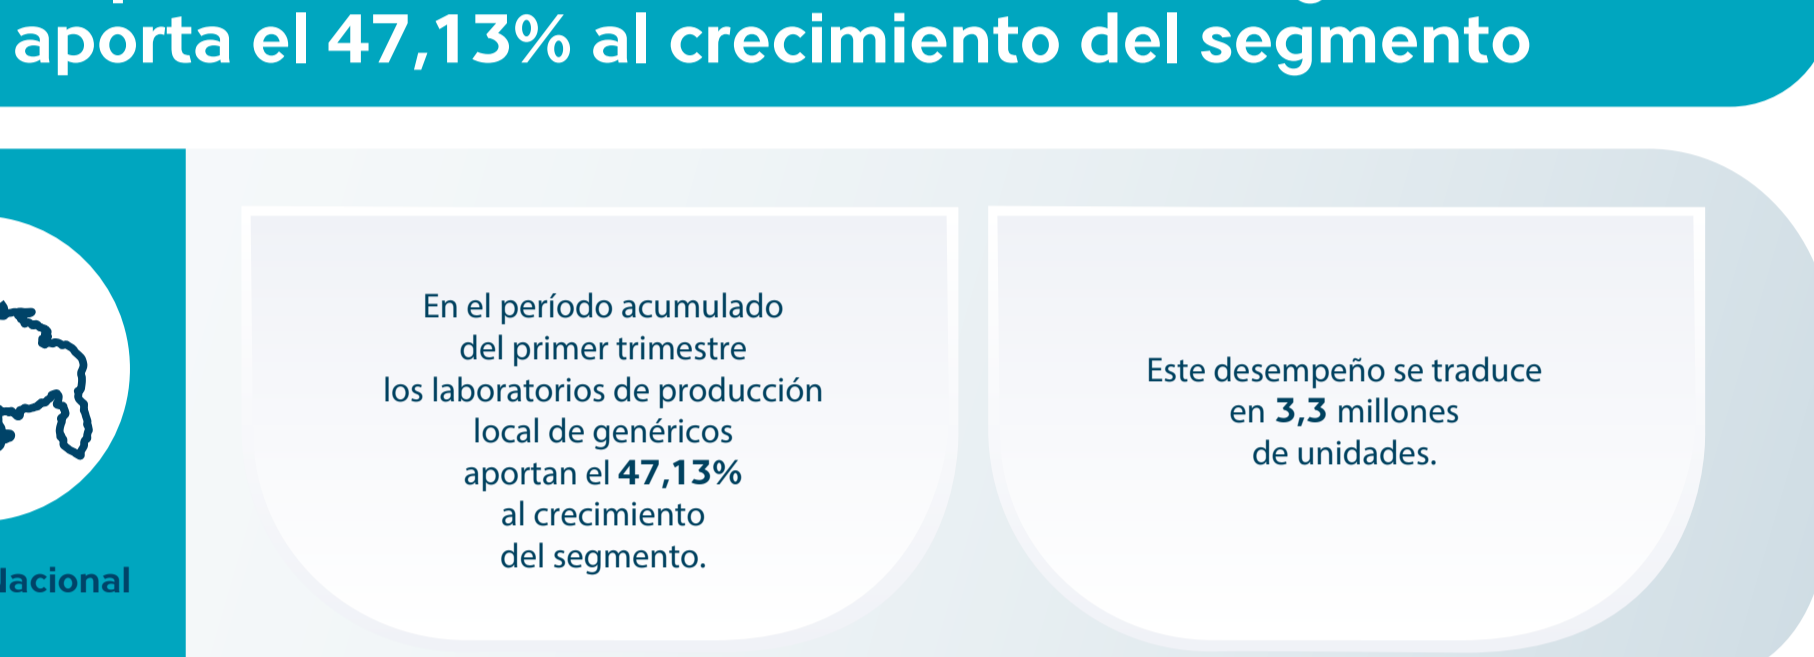 aporta el 47,13% al crecimiento del segmento
En el período acumulado
del primer trimestre
los laboratorios de producción
local de genéricos
aportan el 47,13%
al crecimiento
del segmento.
Este desempeño se traduce
en 3,3 millones
de unidades.